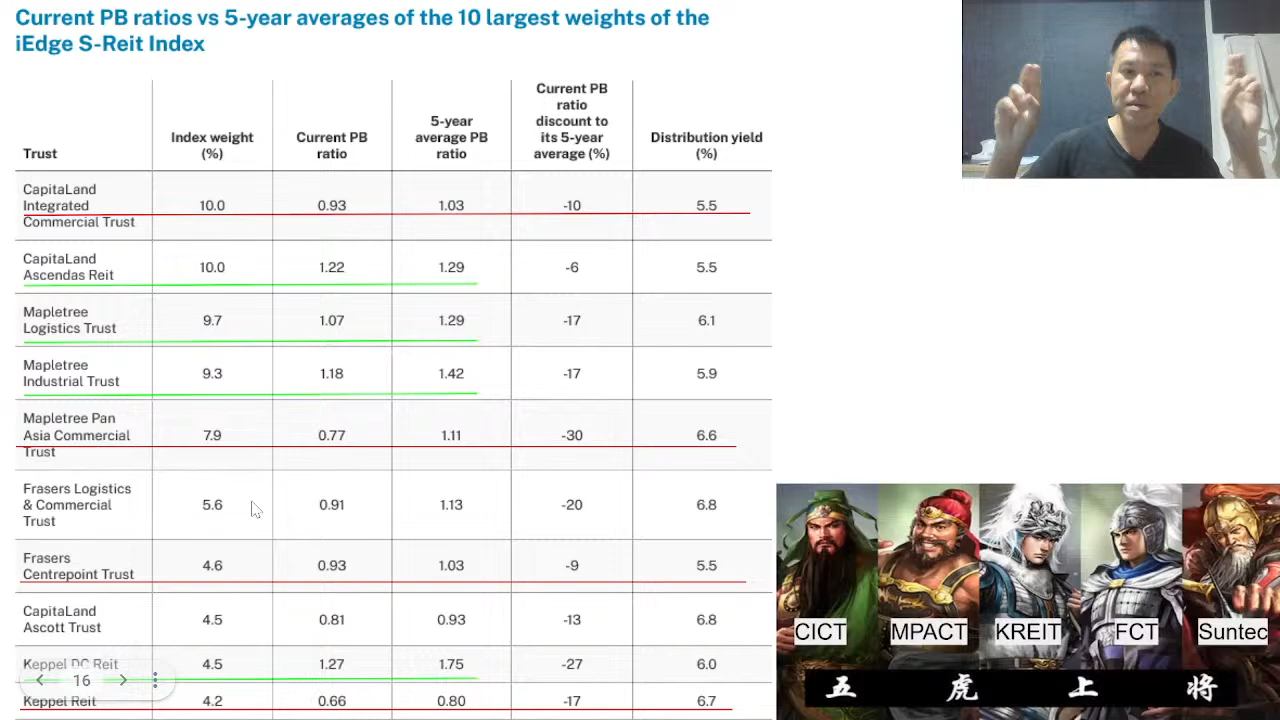 Current PB ratios vs 5-year averages of the 10 largest weights of the
iEdge S-Reit Index
Current PB
ratio
discount to
its 5-year
average (%)
5-year
average PB
ratio
Index weight
(%)
Current PB
ratio
Distribution yield
(%)
Trust
CapitaLand
Integrated
Commercial Trust
10.0 0.93 1.03 -10 5.5
CapitaLand
Ascendas Reit
10.0 1.22 1.29 -6 5.5
Mapletree
Logistics Trust
9.7 1.07 1.29 -17 6.1
Mapletree
Industrial Trust
9.3 1.18 1.42 -17 5.9
Mapletree Pan
Asia Commercial
Trust
7.9 0.77 1.11 -30 6.6
Frasers Logistics
& Commercial
Trust
5.6 0.91 1.13 -20 6.8
Frasers
Centrepoint Trust
4.6 0.93 1.03 -9 5.5
CapitaLand
Ascott Trust
4.5 0.81 0.93 -13 6.8
Keppel DC Reit 4.5 1.27 1.75 -27 6.0
16
Keppel Reit 4.2 0.66 0.80 -17 6.7
CICT MPACT KREIT FCT Suntec
五 虎 上 将